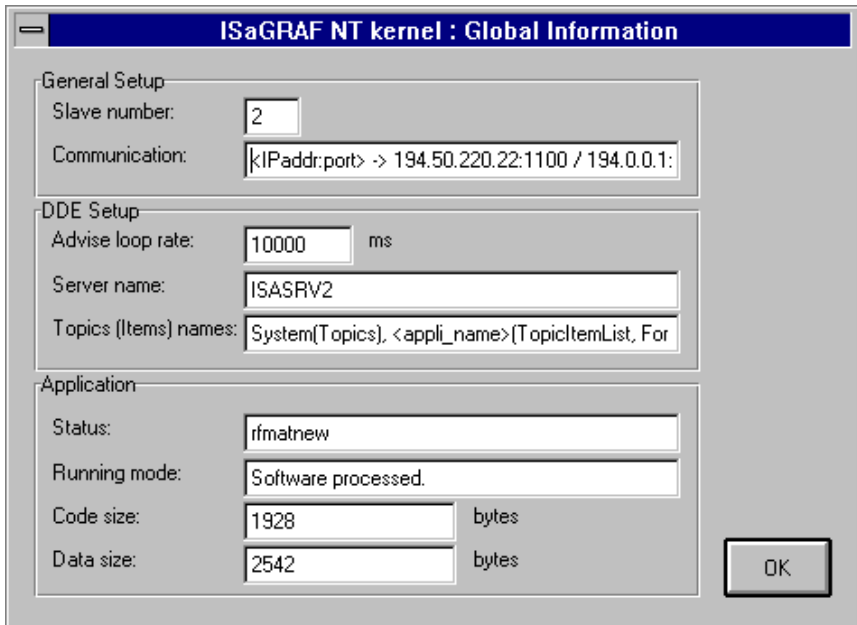 ISaGRAF NT kernel : Global Information
General Setup
Slave number: 2
Communication: <IPaddr:port> -> 194.50.220.22:1100 / 194.0.0.1:
DDE Setup
Advise loop rate: 10000 ms
Server name: ISASRV2
Topics (Items) names: System(Topics), <appli_name>(TopicItemList, For
Application
Status: rfmatnew
Running mode: Software processed.
Code size: 1928 bytes
Data size: 2542 bytes
OK